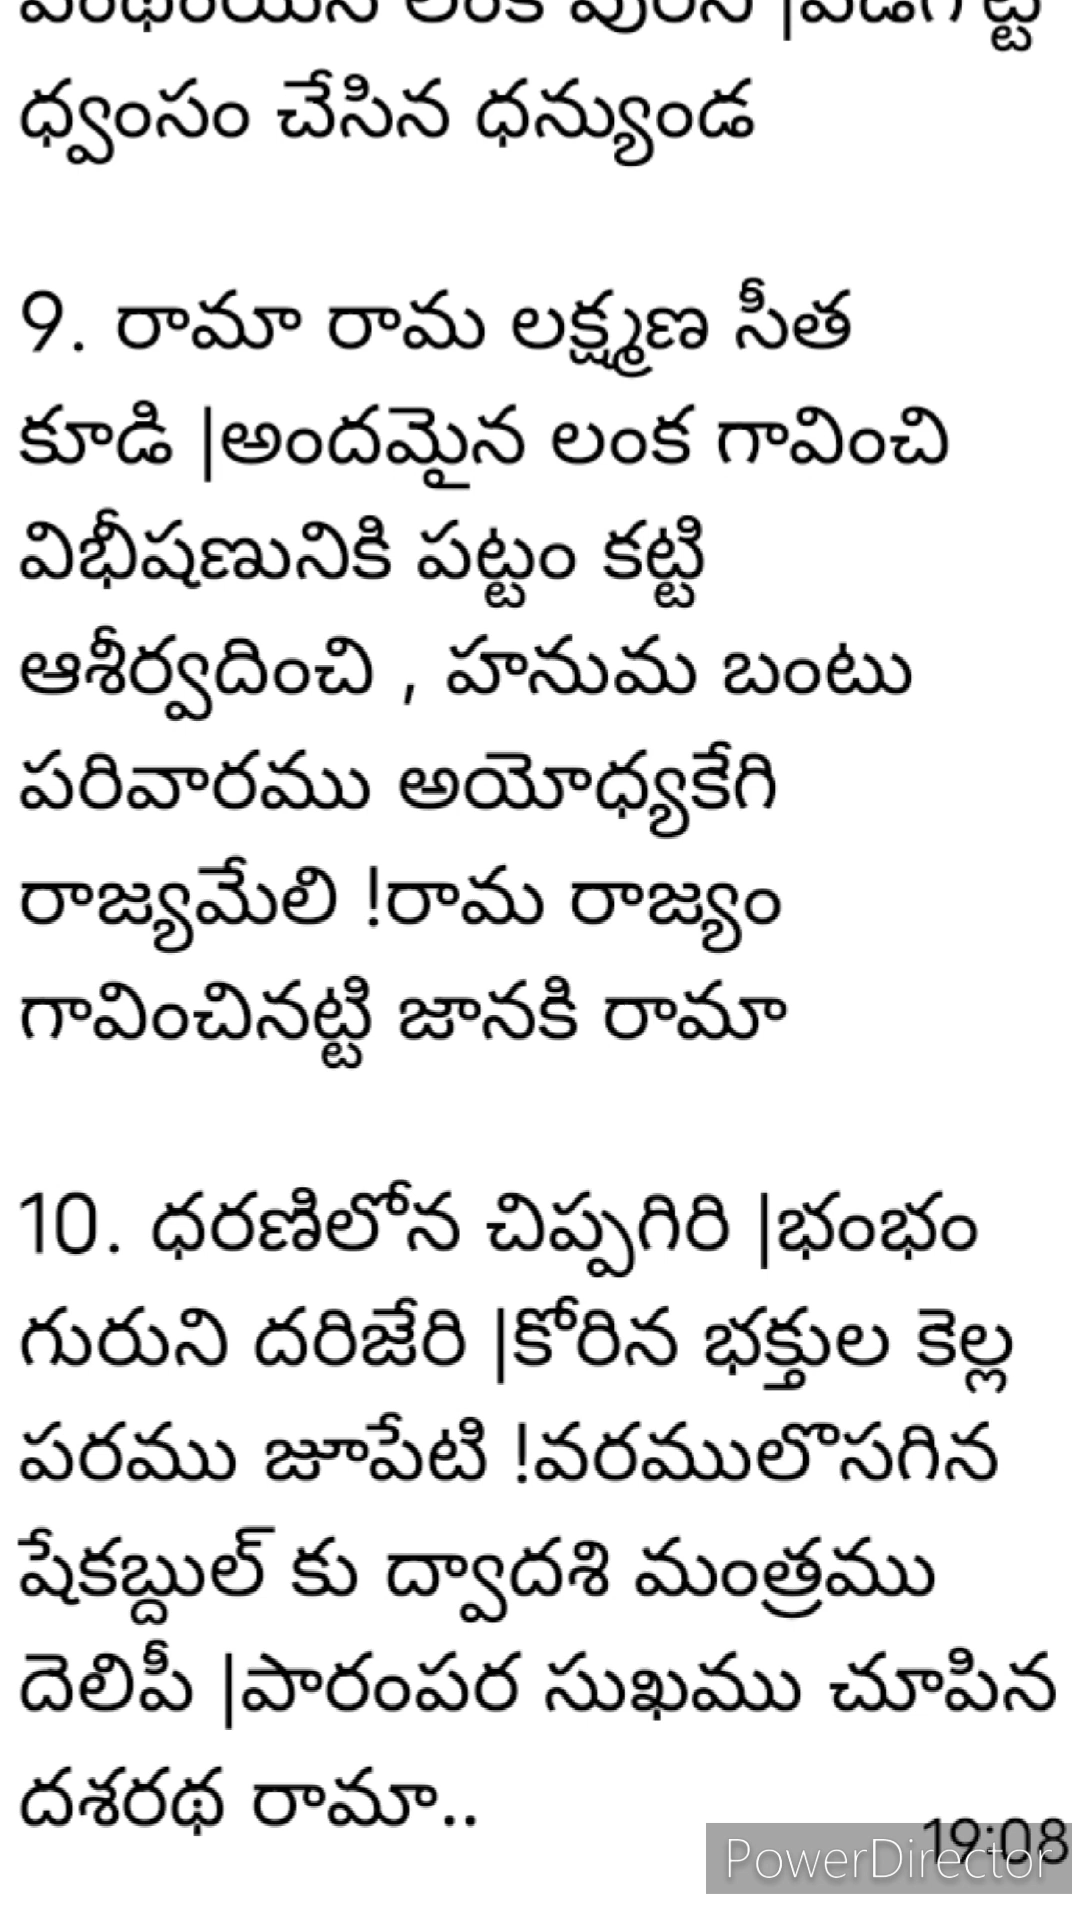 ధ్వంసం చేసిన ధన్యుండ
9. రామా రామ లక్ష్మణ సీత
కూడి |అందమైన లంక గావించి
విభీషణునికి పట్టం కట్టి
ఆశీర్వదించి , హనుమ బంటు
పరివారము అయోధ్యకేగి
రాజ్యమేలి !రామ రాజ్యం
గావించినట్టి జానకి రామా
10. ధరణిలోన చిప్పగిరి |భంభం
గురుని దరిజేరి |కోరిన భక్తుల కెల్ల
పరము జూపేటి !వరములొసగిన
షేకబ్దుల్ కు ద్వాదశి మంత్రము
దెలిపీ |పారంపర సుఖము చూపిన
దశరథ రామా..
19:08
PowerDirector